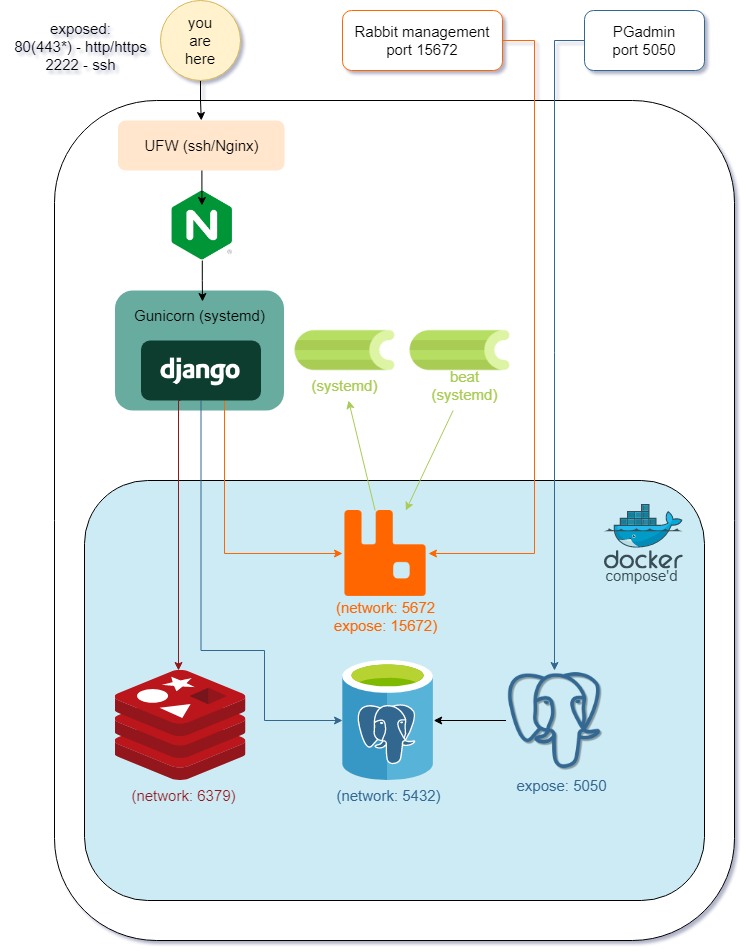 exposed:
80(443*) - http/https
2222 - ssh
you
are
here
Rabbit management
port 15672
PGadmin
port 5050
UFW (ssh/Nginx)
N
Gunicorn (systemd)
django
(systemd)
beat
(systemd)
docker
compose'd
(network: 5672
expose: 15672)
(network: 6379)
(network: 5432)
expose: 5050